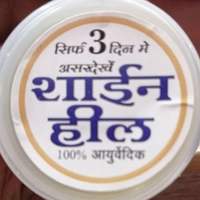 सिर्फ 3 दिन मे
असरदेखें
शाईन
हील
100% आयुर्वेदिक